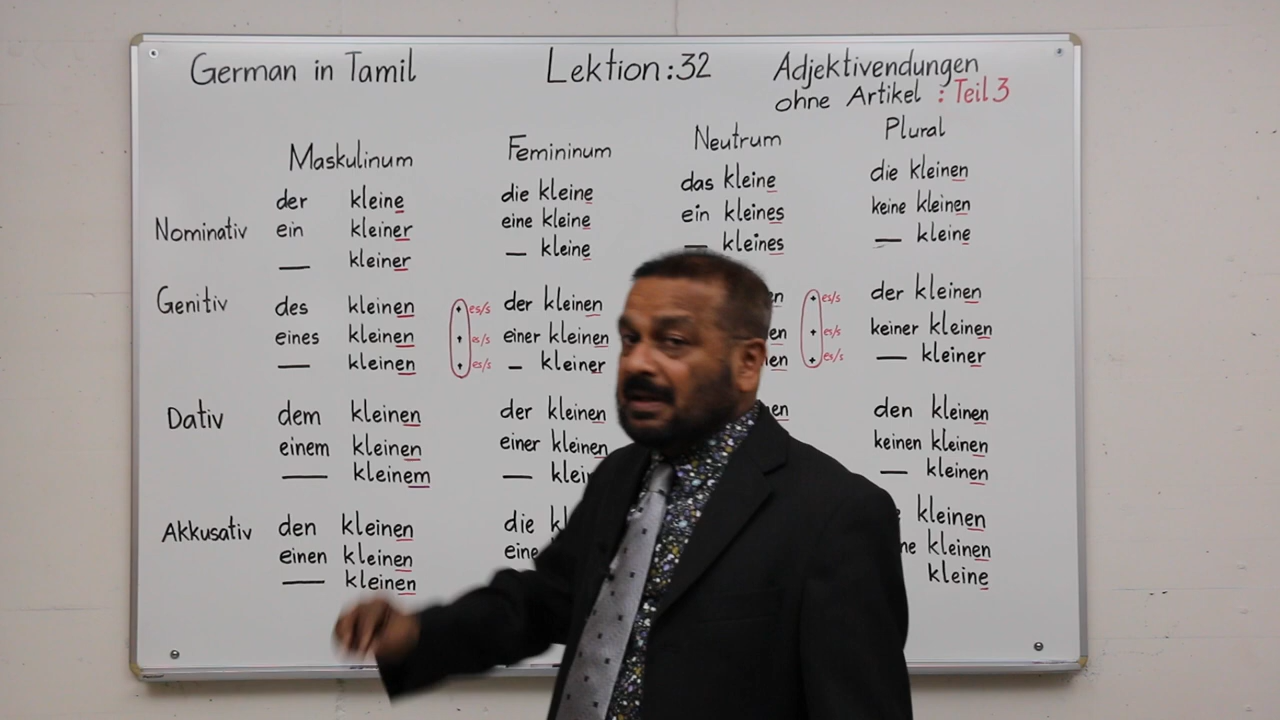 German in Tamil Lektion:32 Adjektivendungen
ohne Artikel : Teil 3
Maskulinum Femininum Neutrum Plural
der kleine die kleine das kleine die kleinen
Nominativ ein kleiner eine kleine ein kleines keine kleinen
— kleiner — kleine — kleines — kleine
Genitiv des kleinen + es/s der kleinen + es/s der kleinen
eines kleinen + es/s einer kleinen + es/s keiner kleinen
— kleinen + es/s — kleiner + es/s — kleiner
Dativ dem kleinen der kleinen den kleinen
einem kleinen einer kleinen keinen kleinen
— kleinem — — kleinen
Akkusativ den kleinen die kleinen
einen kleinen eine kleinen
— kleinen kleine